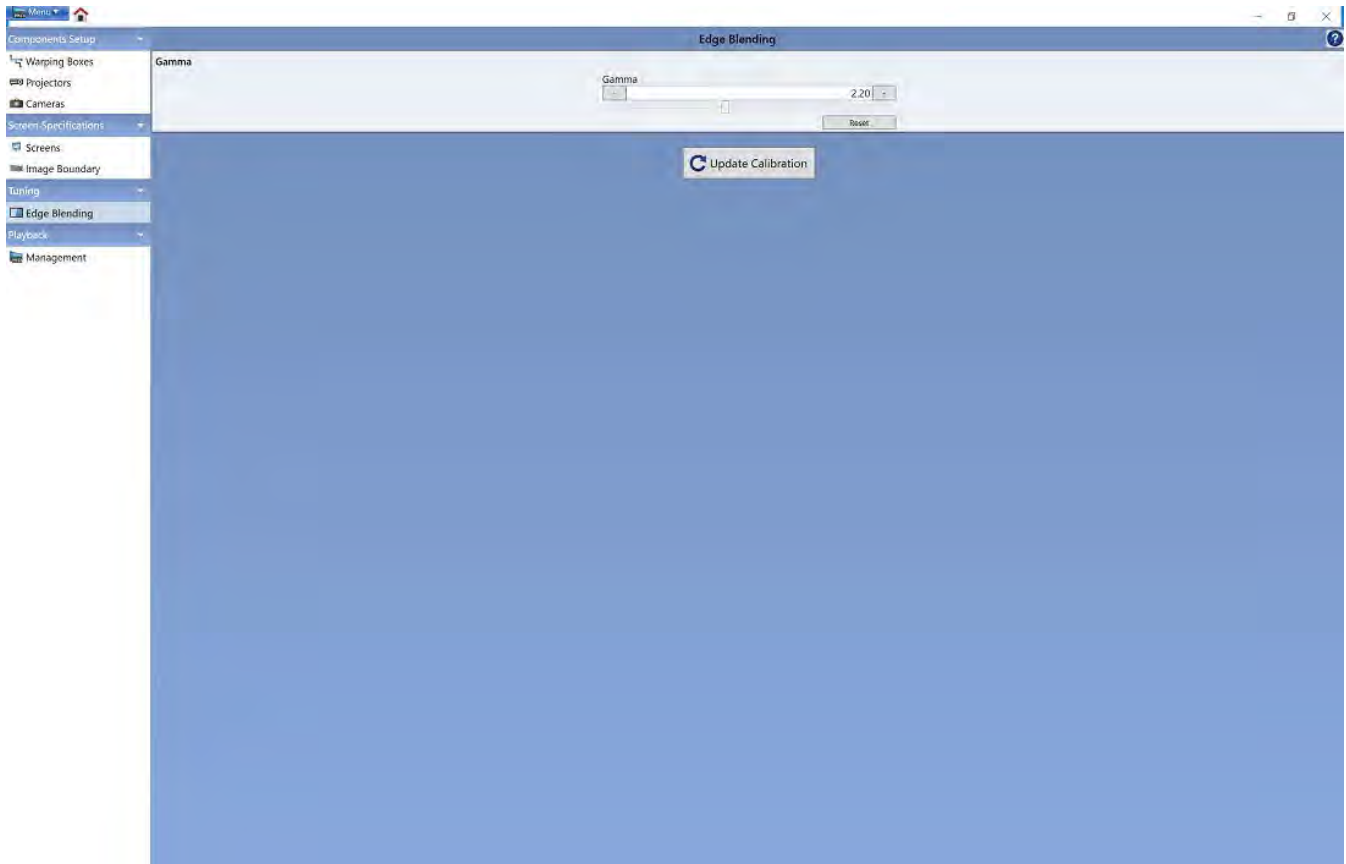 Menu
Components Setup
Edge Blending
?
Warping Boxes
Gamma
Projectors
Gamma
-
2.20
Cameras
Screen Specifications
Reset
Screens
Update Calibration
Image Boundary
Tuning
Edge Blending
Playback
Management